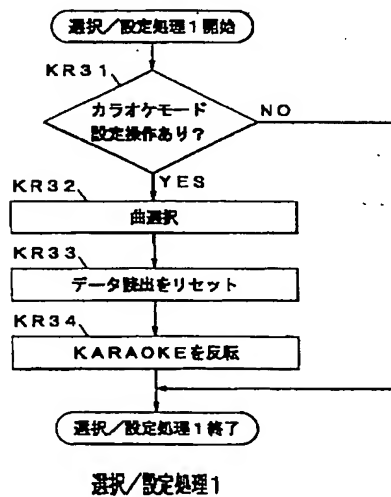 選択／設定処理1開始
KR31
カラオケモード
設定操作あり?
NO
YES
KR32
曲選択
KR33
データ読出をリセット
KR34
KARAOKEを反転
選択／設定処理1終了
選択／設定処理1